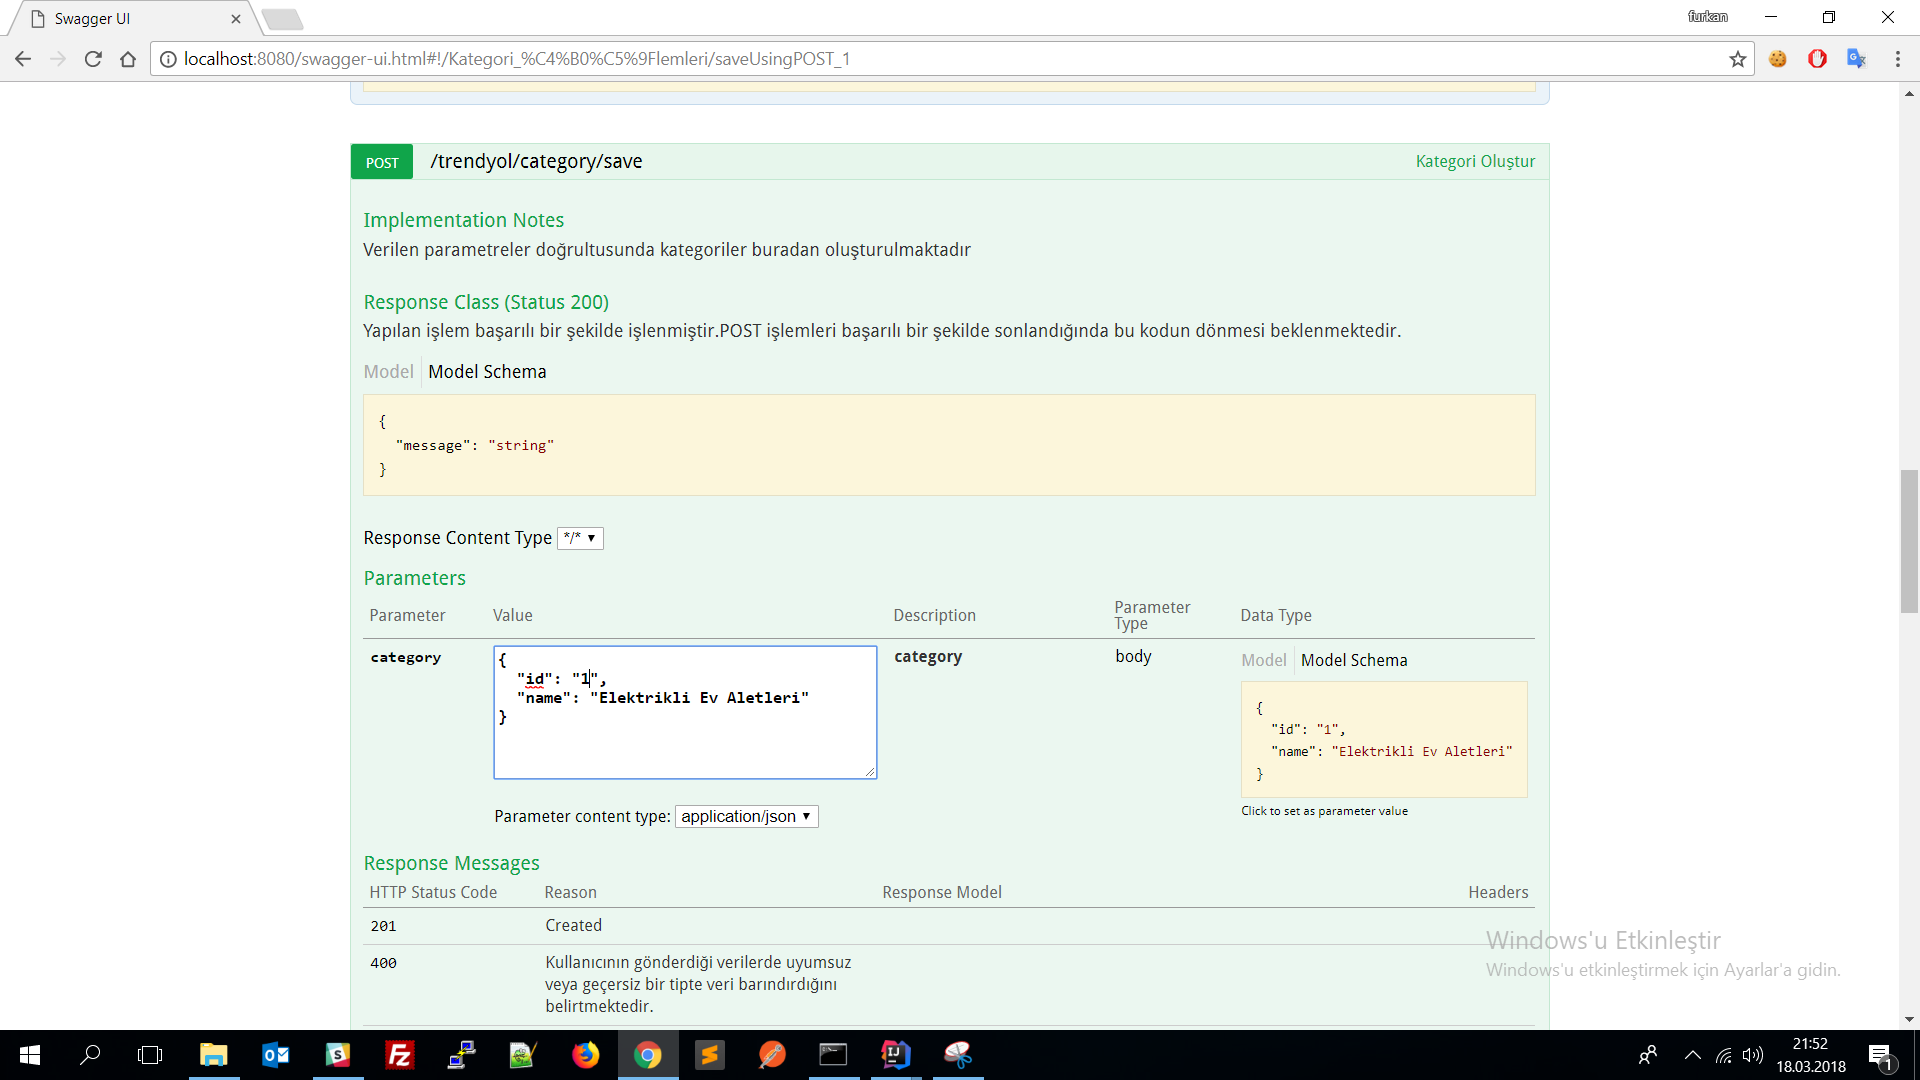 Swagger UI
furkan
localhost:8080/swagger-ui.html#!/Kategori_%C4%B0%C5%9Flemleri/saveUsingPOST_1
POST /trendyol/category/save Kategori Oluştur
Implementation Notes
Verilen parametreler doğrultusunda kategoriler buradan oluşturulmaktadır
Response Class (Status 200)
Yapılan işlem başarılı bir şekilde işlenmiştir.POST işlemleri başarılı bir şekilde sonlandığında bu kodun dönmesi beklenmektedir.
Model Model Schema
{
"message": "string"
}
Response Content Type */*
Parameters
Parameter Value Description Parameter Type Data Type
category
{
"id": "1",
"name": "Elektrikli Ev Aletleri"
}
category
body
Model Model Schema
{
"id": "1",
"name": "Elektrikli Ev Aletleri"
}
Click to set as parameter value
Parameter content type: application/json
Response Messages
HTTP Status Code Reason Response Model Headers
201 Created
400 Kullanıcının gönderdiği verilerde uyumsuz
veya geçersiz bir tipte veri barındırdığını
belirtmektedir.
Windows'u Etkinleştir
Windows'u etkinleştirmek için Ayarlar'a gidin.
21:52
18.03.2018
1